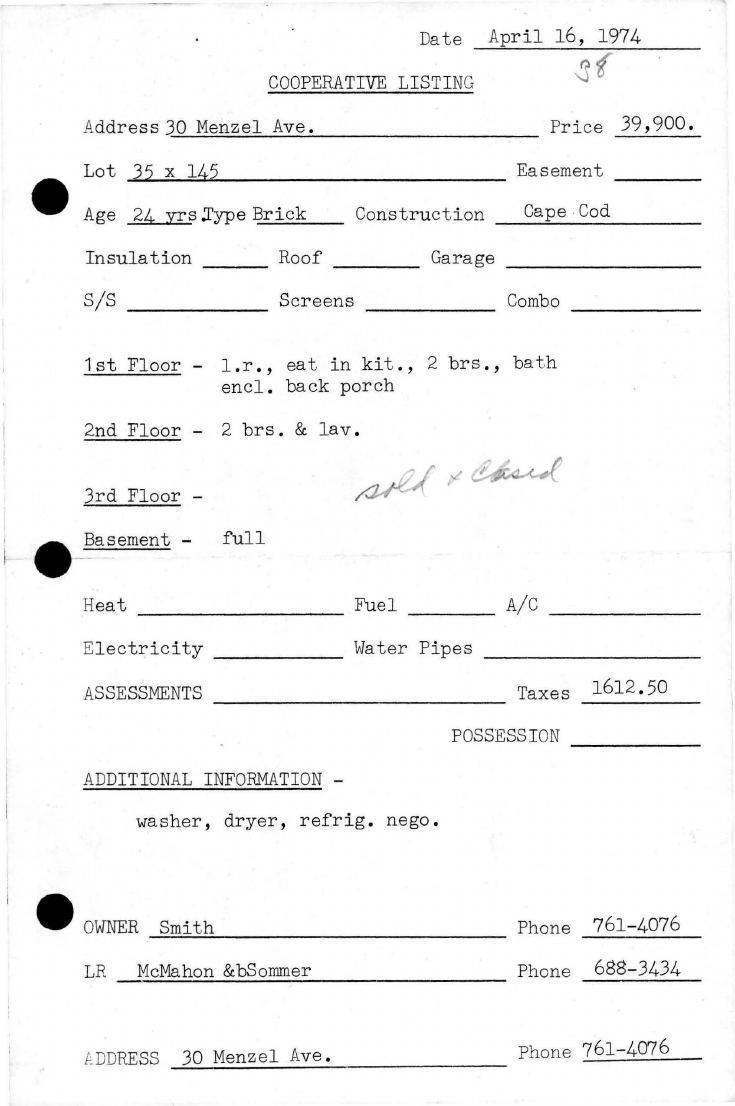 Date April 16, 1974
38
COOPERATIVE LISTING
Address 30 Menzel Ave. Price 39,900.
Lot 35 x 145 Easement
Age 24 yrs. Type Brick Construction Cape Cod
Insulation Roof Garage
S/S Screens Combo
1st Floor - l.r., eat in kit., 2 brs., bath
encl. back porch
2nd Floor - 2 brs. & lav.
sold & Closed
3rd Floor -
Basement - full
Heat Fuel A/C
Electricity Water Pipes
ASSESSMENTS Taxes 1612.50
POSSESSION
ADDITIONAL INFORMATION -
washer, dryer, refrig. nego.
OWNER Smith Phone 761-4076
LR McMahon &bSommer Phone 688-3434
ADDRESS 30 Menzel Ave. Phone 761-4076